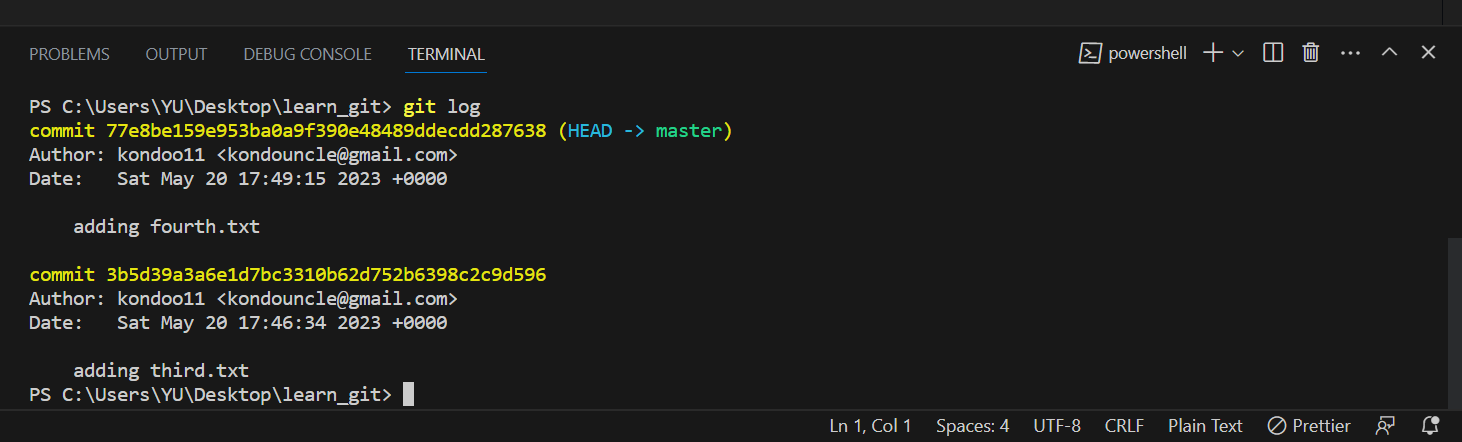 PROBLEMS OUTPUT DEBUG CONSOLE TERMINAL powershell
PS C:\Users\YU\Desktop\learn_git> git log
commit 77e8be159e953ba0a9f390e48489ddecdd287638 (HEAD -> master)
Author: kondoo11 <kondouncle@gmail.com>
Date:   Sat May 20 17:49:15 2023 +0000
    adding fourth.txt
commit 3b5d39a3a6e1d7bc3310b62d752b6398c2c9d596
Author: kondoo11 <kondouncle@gmail.com>
Date:   Sat May 20 17:46:34 2023 +0000
    adding third.txt
PS C:\Users\YU\Desktop\learn_git>
Ln 1, Col 1 Spaces: 4 UTF-8 CRLF Plain Text Prettier